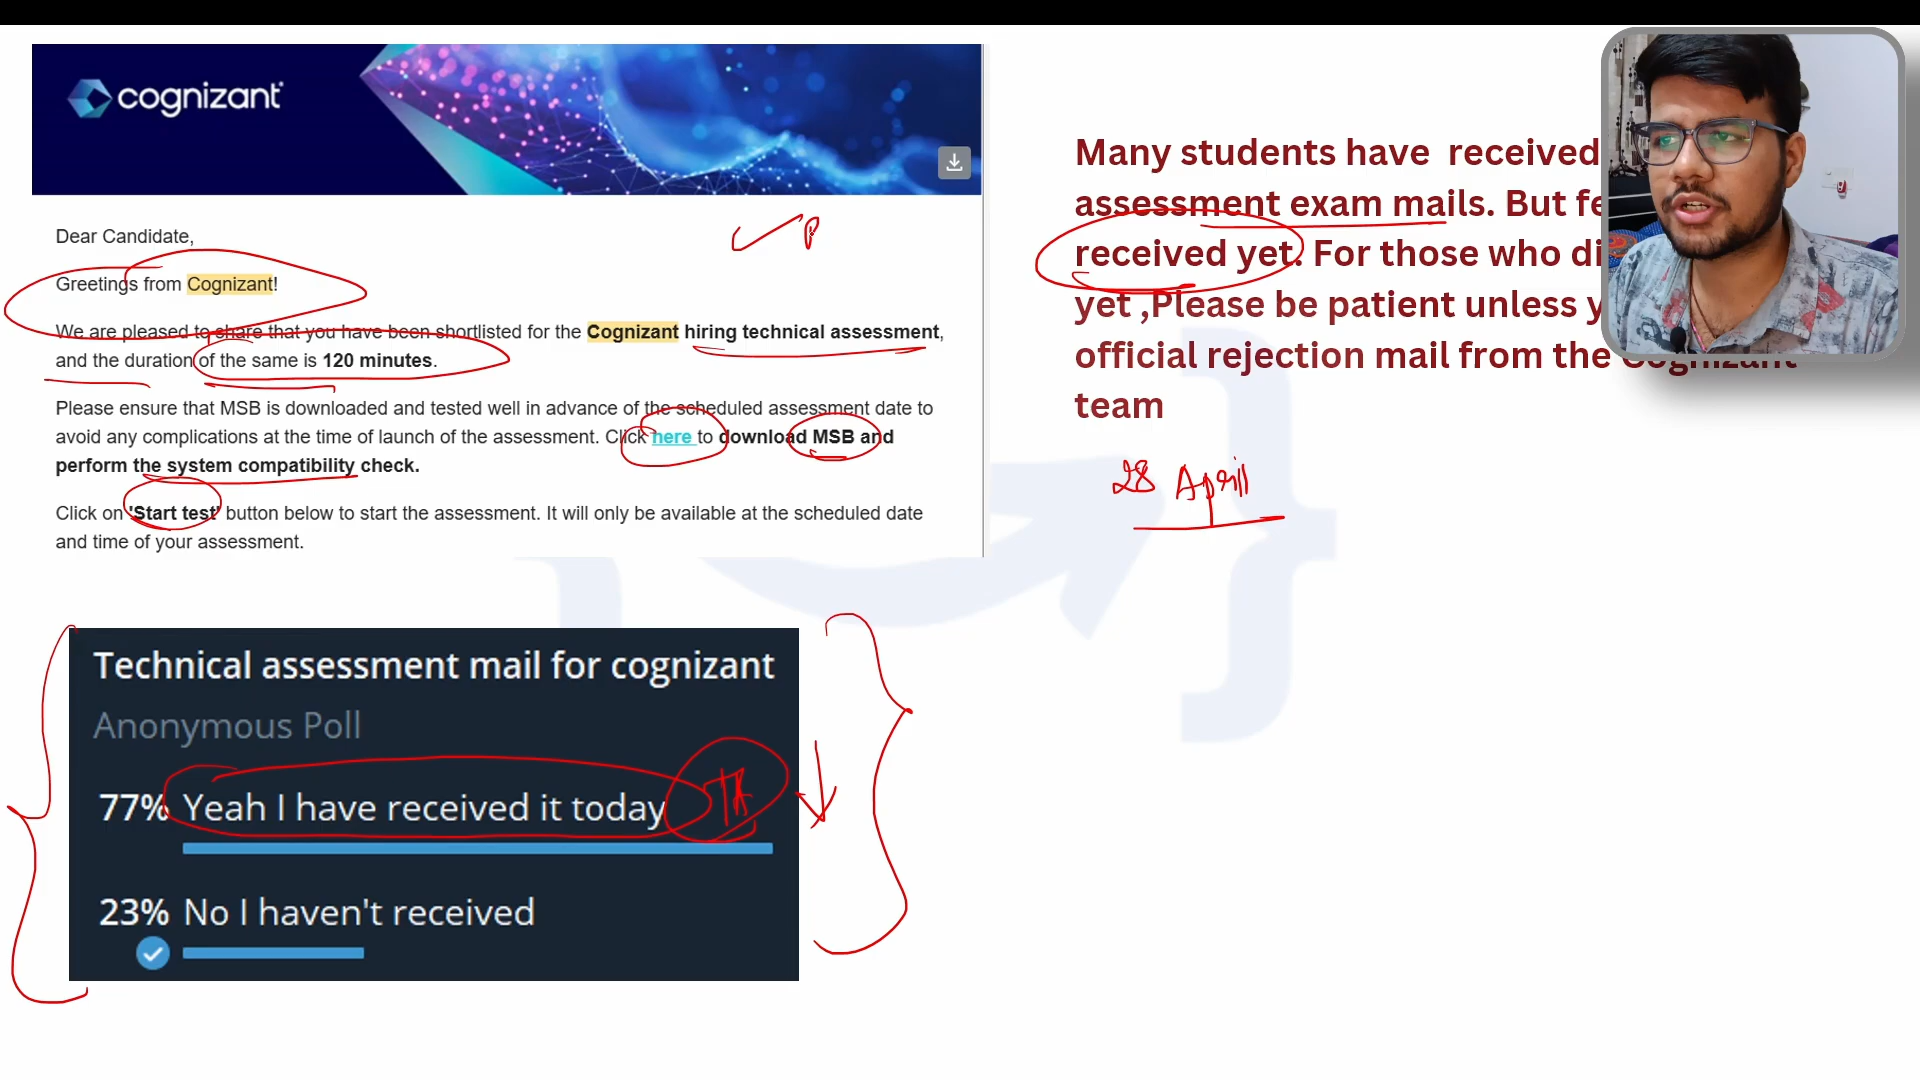 cognizant
Dear Candidate,
Greetings from Cognizant!
We are pleased to share that you have been shortlisted for the Cognizant hiring technical assessment,
and the duration of the same is 120 minutes.
Please ensure that MSB is downloaded and tested well in advance of the scheduled assessment date to
avoid any complications at the time of launch of the assessment. Click here to download MSB and
perform the system compatibility check.
Click on 'Start test' button below to start the assessment. It will only be available at the scheduled date
and time of your assessment.
Many students have received
assessment exam mails. But
received yet. For those who
yet ,Please be patient unless
official rejection mail from the Cognizant
team
28 April
Technical assessment mail for cognizant
Anonymous Poll
77% Yeah I have received it today
23% No I haven't received